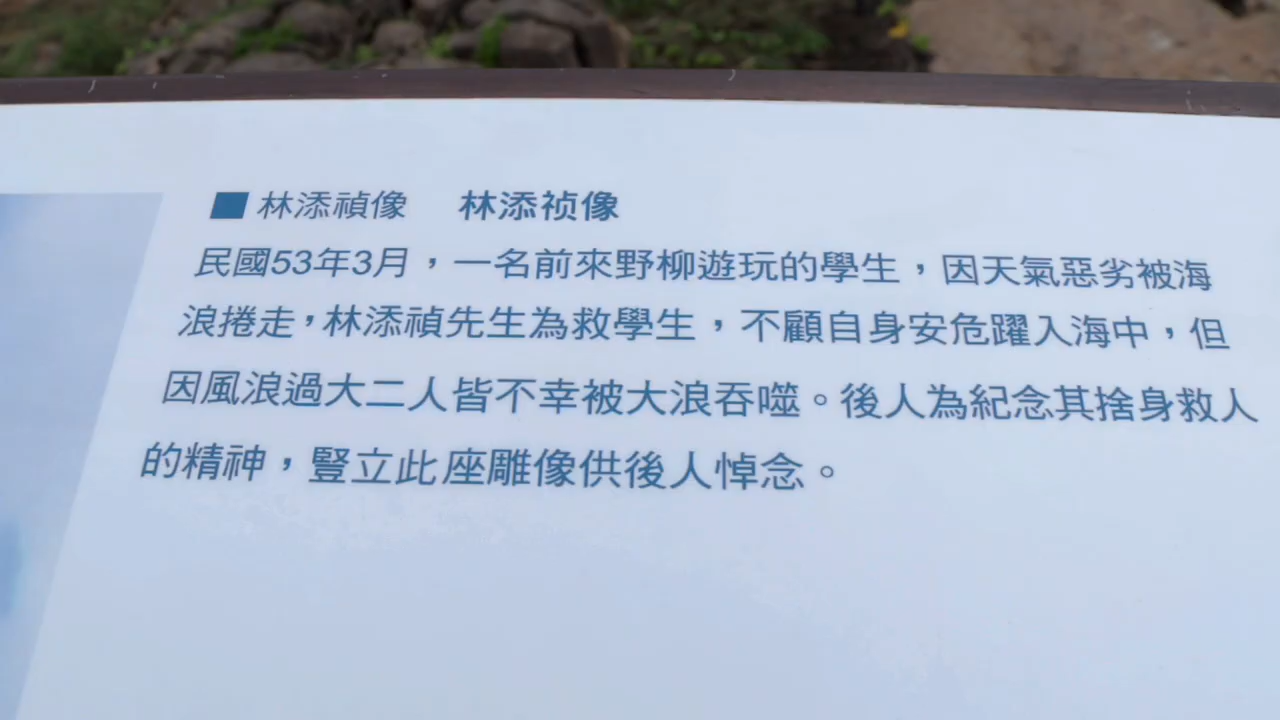 ■林添禎像 林添祯像
民國53年3月，一名前來野柳遊玩的學生，因天氣惡劣被海
浪捲走，林添禎先生為救學生，不顧自身安危躍入海中，但
因風浪過大二人皆不幸被大浪吞噬。後人為紀念其捨身救人
的精神，豎立此座雕像供後人悼念。